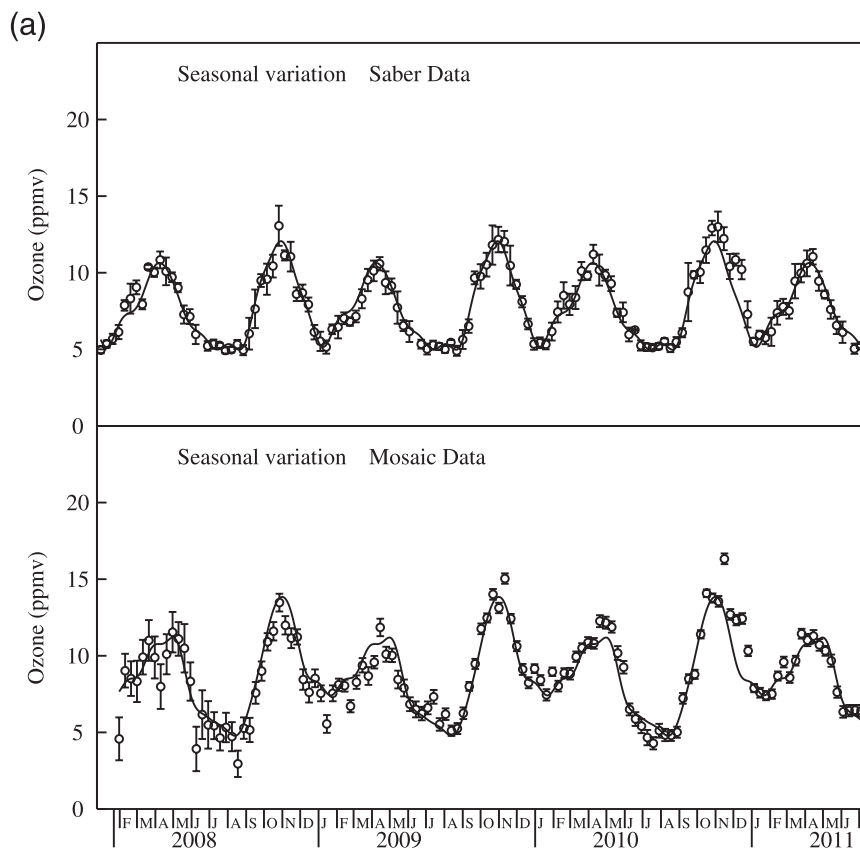 (a)
Seasonal variation Saber Data
20
15
10
5
0
Ozone (ppmv)
Seasonal variation Mosaic Data
20
15
10
5
0
Ozone (ppmv)
F M A M J J A S O N D J F M A M J J A S O N D J F M A M J J A S O N D J F M A M J
2008 2009 2010 2011